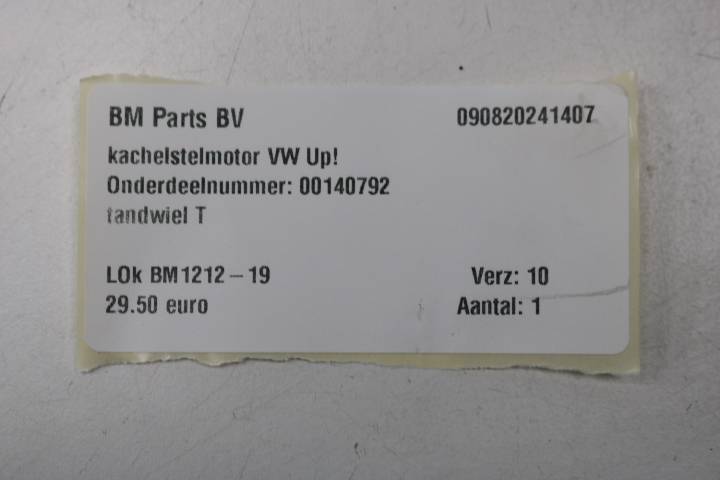 BM Parts BV 090820241407
kachelstelmotor VW Up!
Onderdeelnummer: 00140792
tandwiel T
LOk BM1212-19 Verz: 10
29.50 euro Aantal: 1